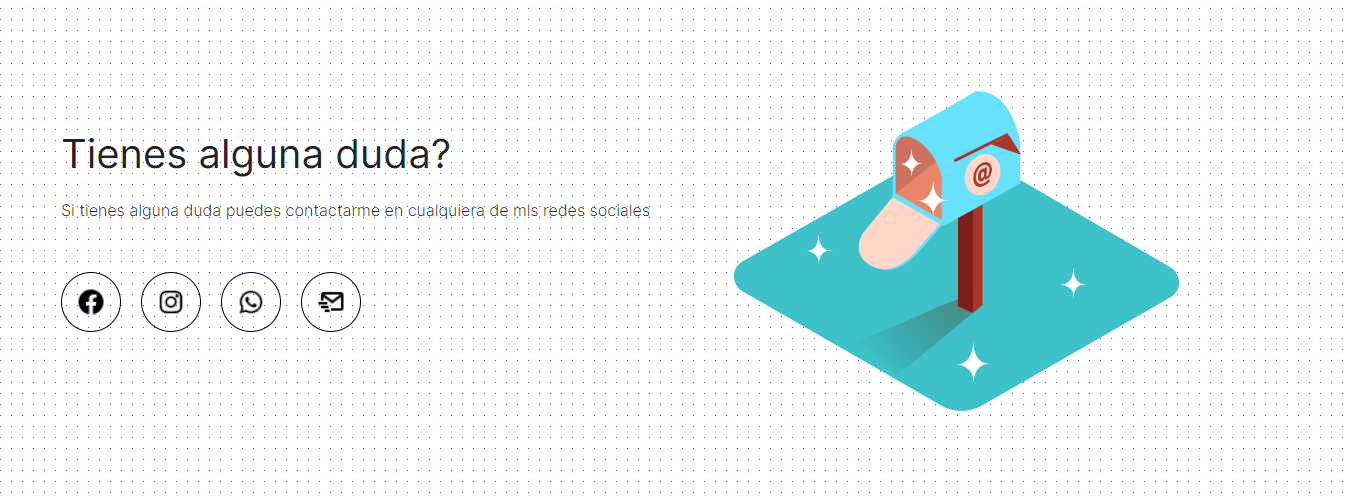 Tienes alguna duda?
Si tienes alguna duda puedes contactarme en cualquiera de mis redes sociales
@